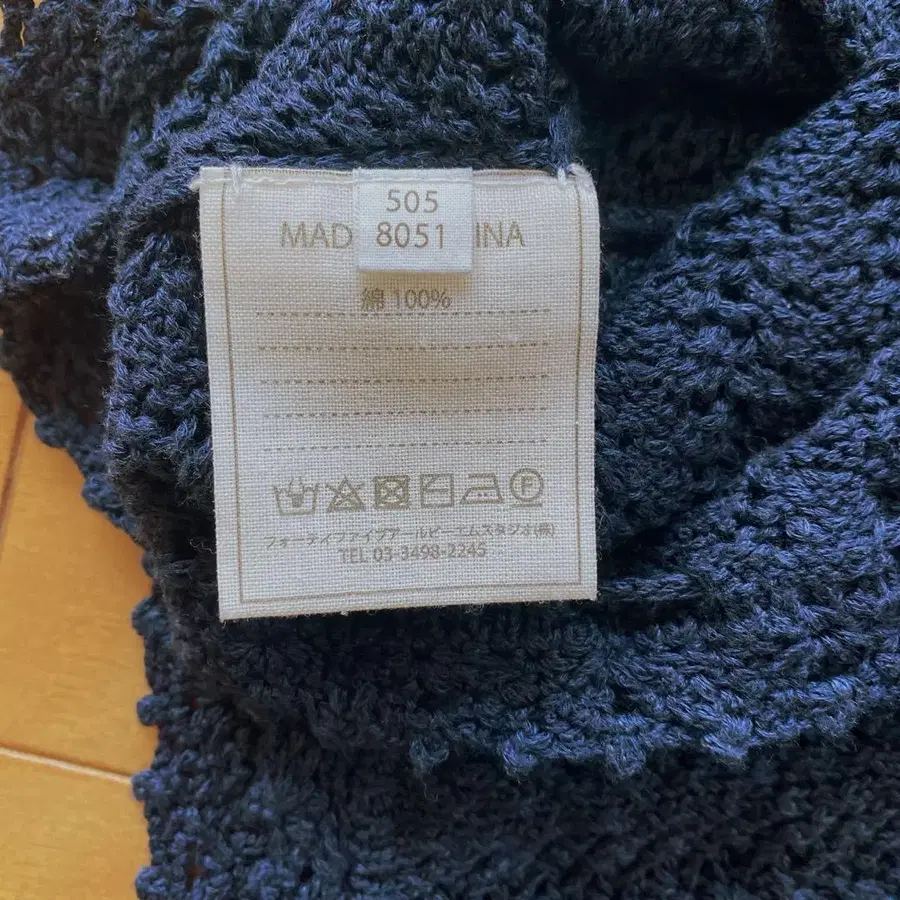 505
8051
MAD INA
綿 100%
F
フォーティファイブアールピーエムスタジオ(株)
TEL 03-3498-2245